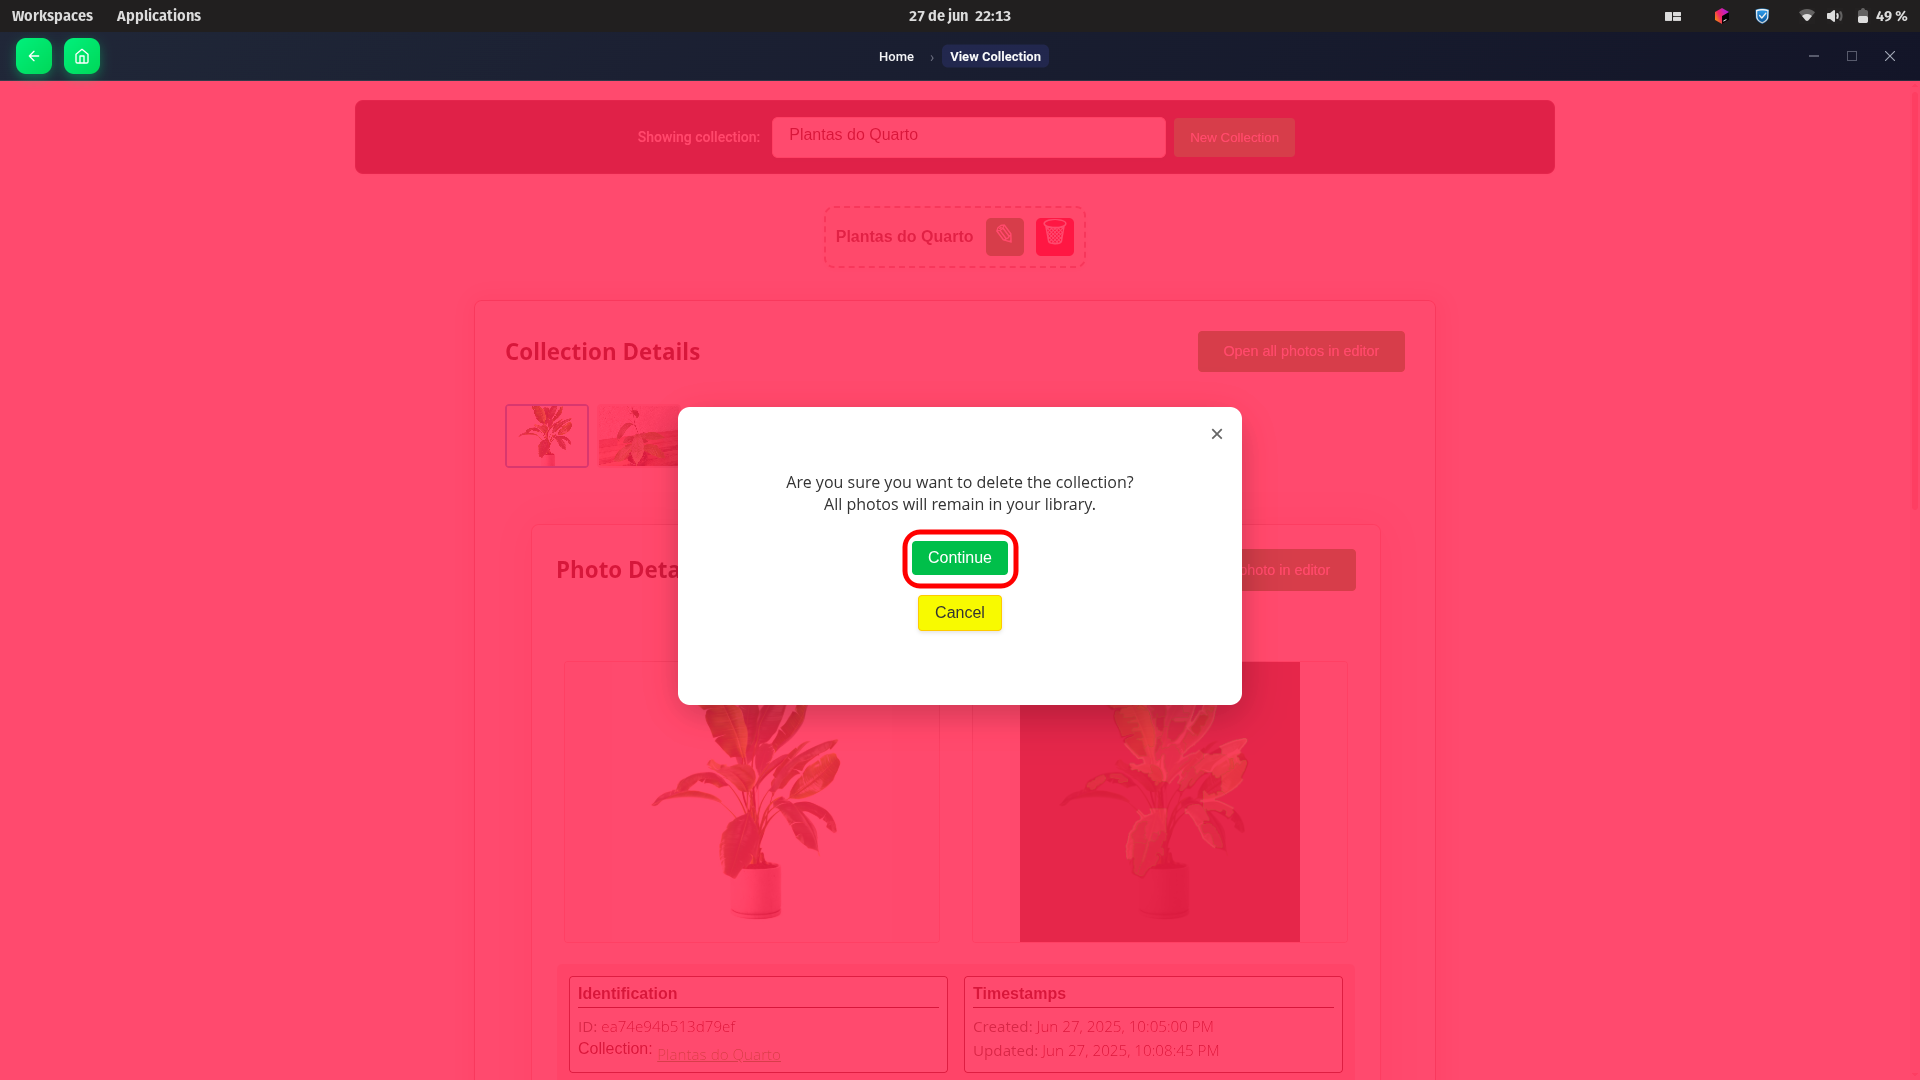 Workspaces Applications 27 de jun 22:13 49 %
Home › View Collection
Showing collection: Plantas do Quarto New Collection
Plantas do Quarto
Collection Details Open all photos in editor
Are you sure you want to delete the collection?
All photos will remain in your library.
Continue
Photo Deta photo in editor
Cancel
Identification
ID: ea74e94b513d79ef
Collection: Plantas do Quarto
Timestamps
Created: Jun 27, 2025, 10:05:00 PM
Updated: Jun 27, 2025, 10:08:45 PM